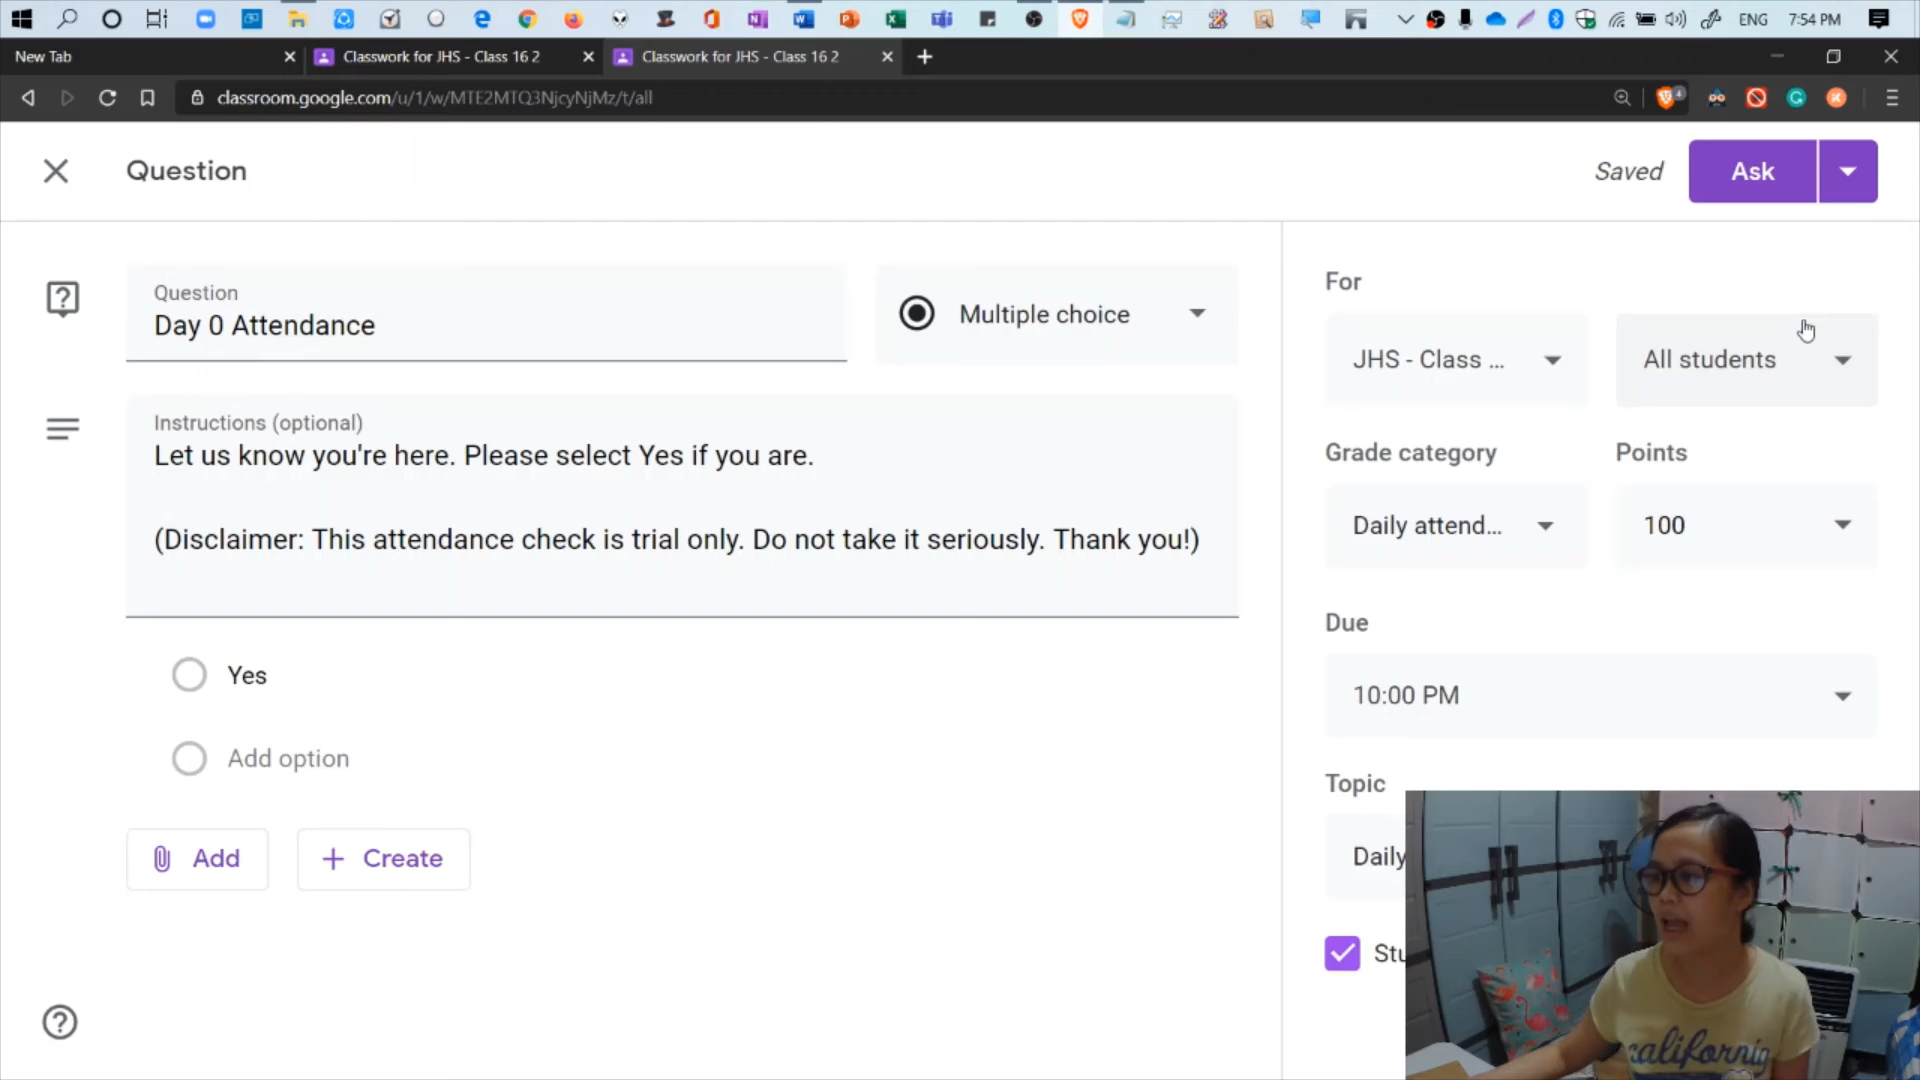 ENG
7:54 PM
New Tab
Classwork for JHS - Class 16 2
Classwork for JHS - Class 16 2
classroom.google.com/u/1/w/MTE2MTQ3NjcyNjMz/t/all
4
Question
Saved
Ask
Question
Day 0 Attendance
Multiple choice
Instructions (optional)
Let us know you're here. Please select Yes if you are.
(Disclaimer: This attendance check is trial only. Do not take it seriously. Thank you!)
Yes
Add option
Add
Create
For
JHS - Class ...
All students
Grade category
Points
Daily attend...
100
Due
10:00 PM
Topic
Daily
Stu
california